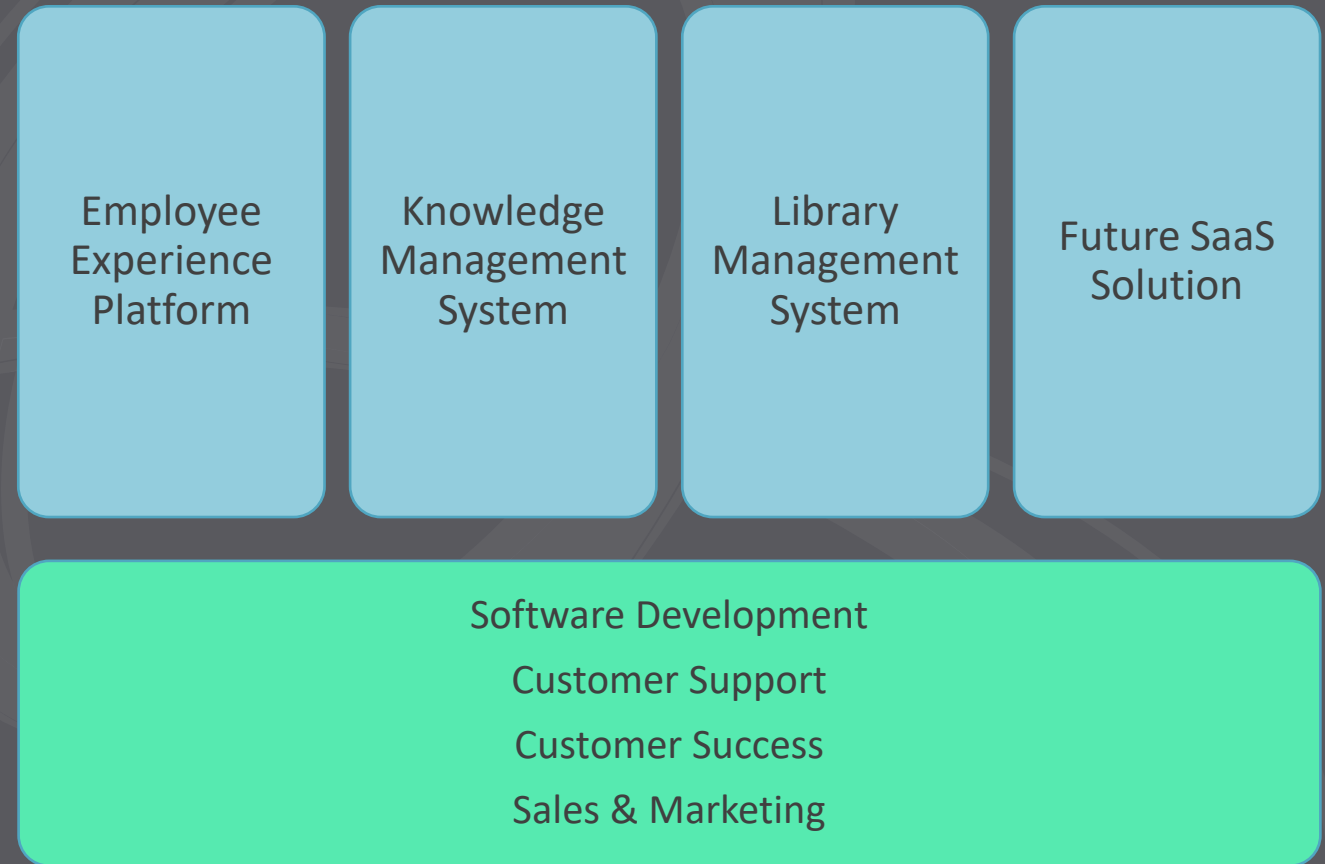 Employee
Experience
Platform
Knowledge
Management
System
Library
Management
System
Future SaaS
Solution
Software Development
Customer Support
Customer Success
Sales & Marketing